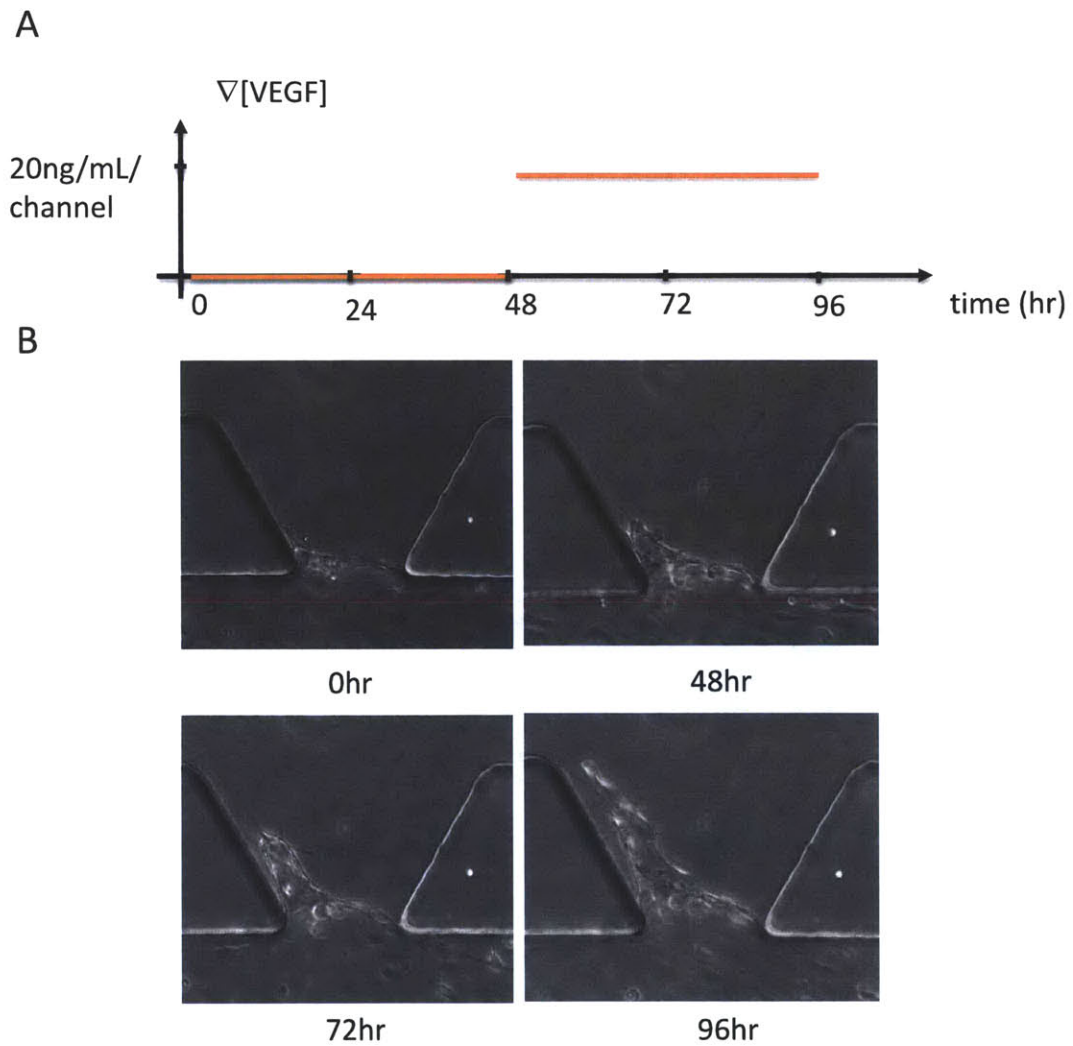 A
∇[VEGF]
20ng/mL/
channel
0
24
48
72
96
time (hr)
B
0hr
48hr
72hr
96hr